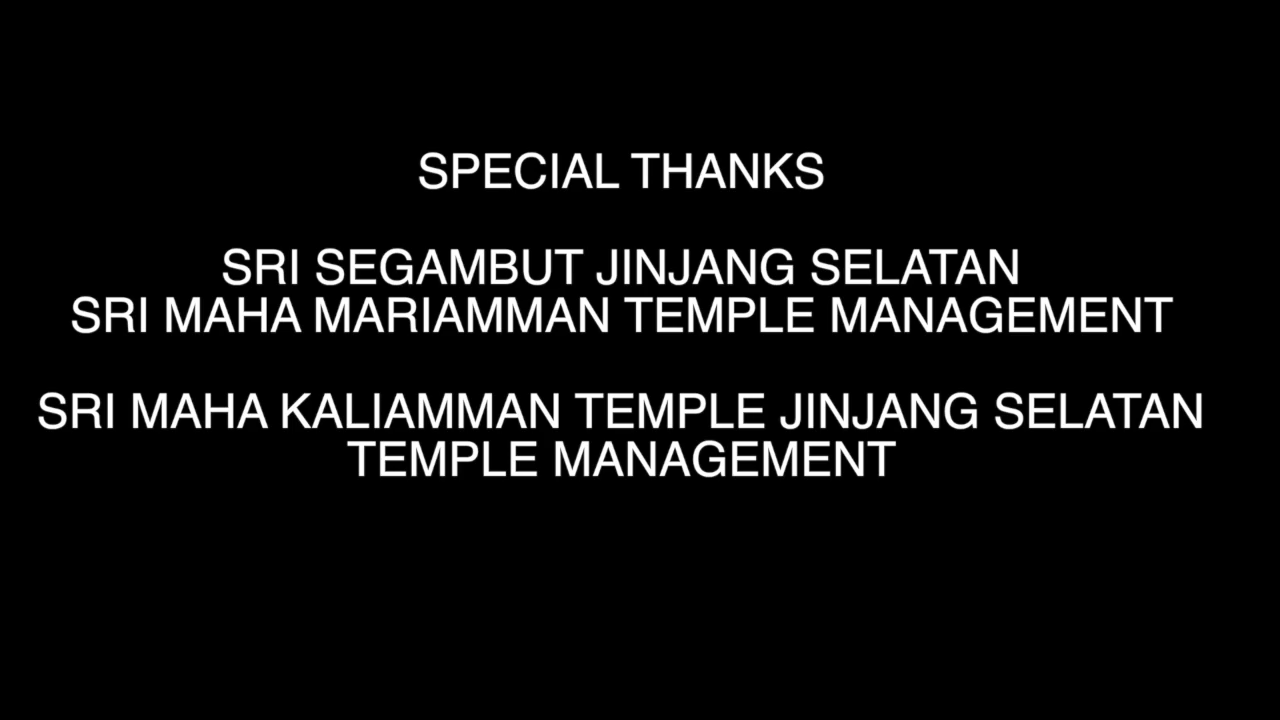 SPECIAL THANKS
SRI SEGAMBUT JINJANG SELATAN
SRI MAHA MARIAMMAN TEMPLE MANAGEMENT
SRI MAHA KALIAMMAN TEMPLE JINJANG SELATAN
TEMPLE MANAGEMENT